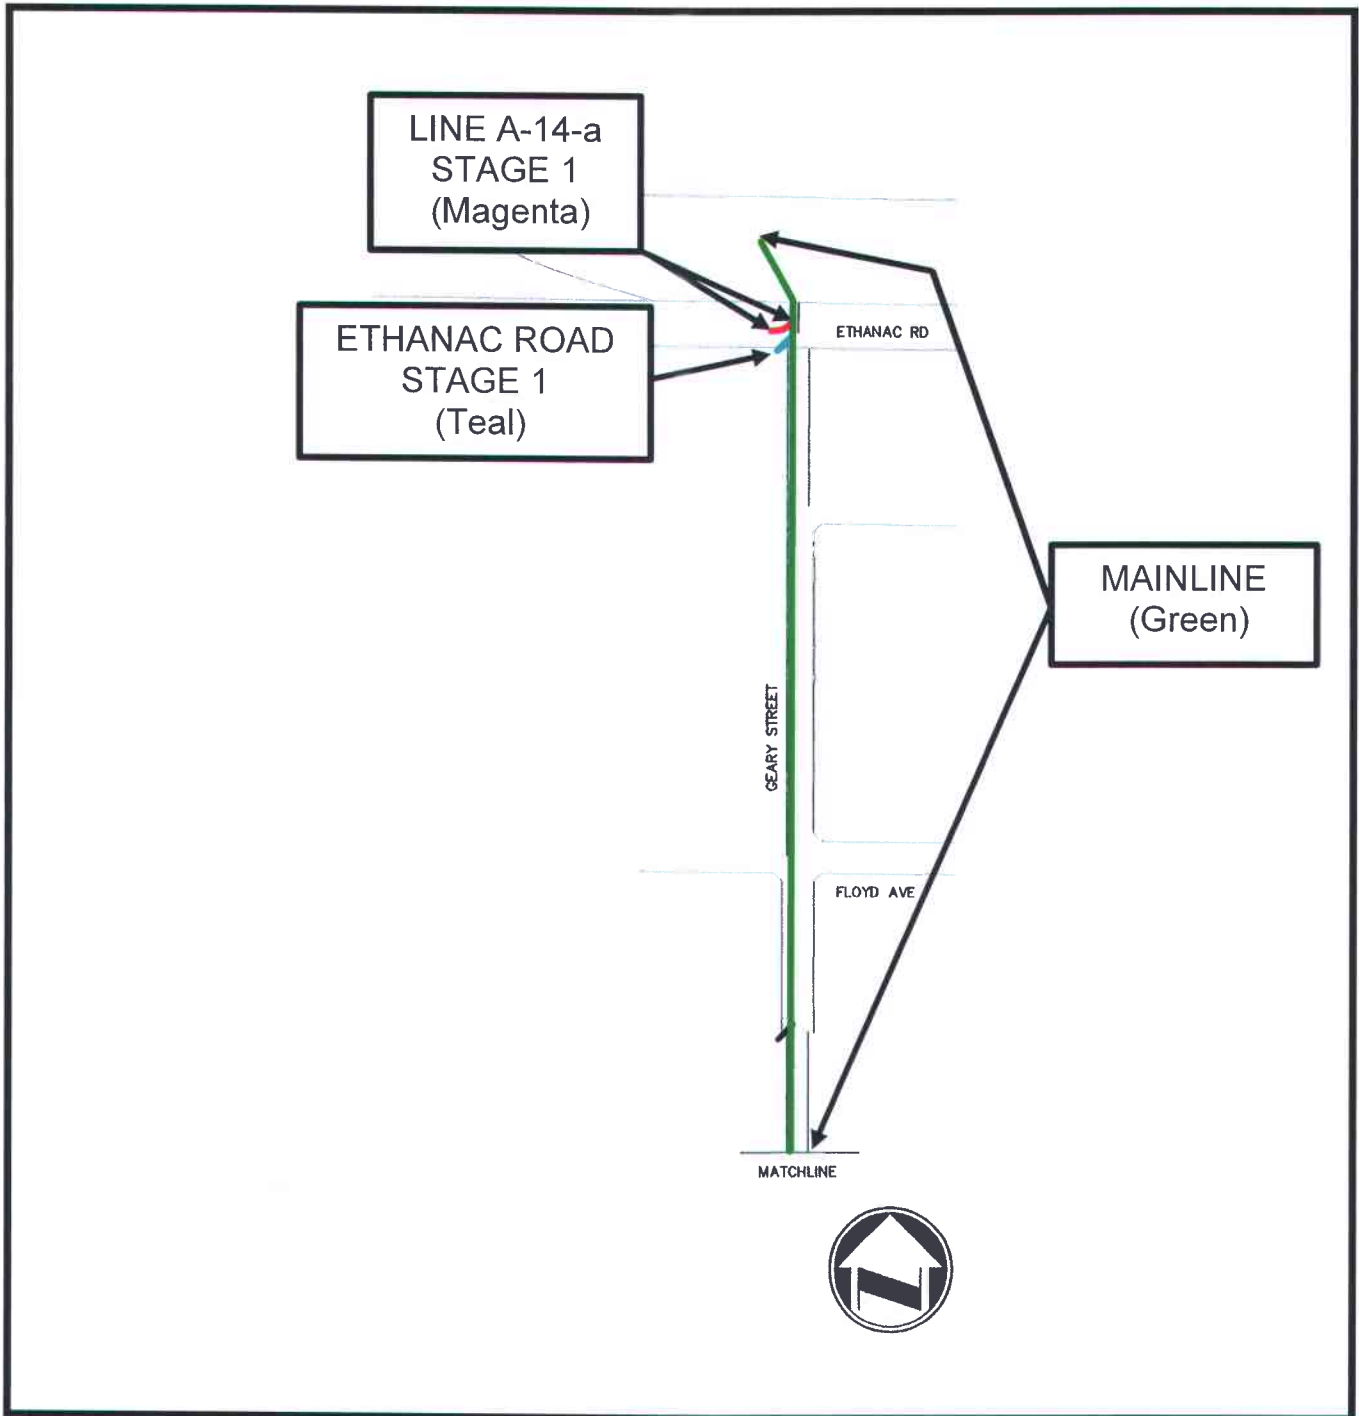 LINE A-14-a
STAGE 1
(Magenta)
ETHANAC ROAD
STAGE 1
(Teal)
ETHANAC RD
MAINLINE
(Green)
GEARY STREET
FLOYD AVE
MATCHLINE
N